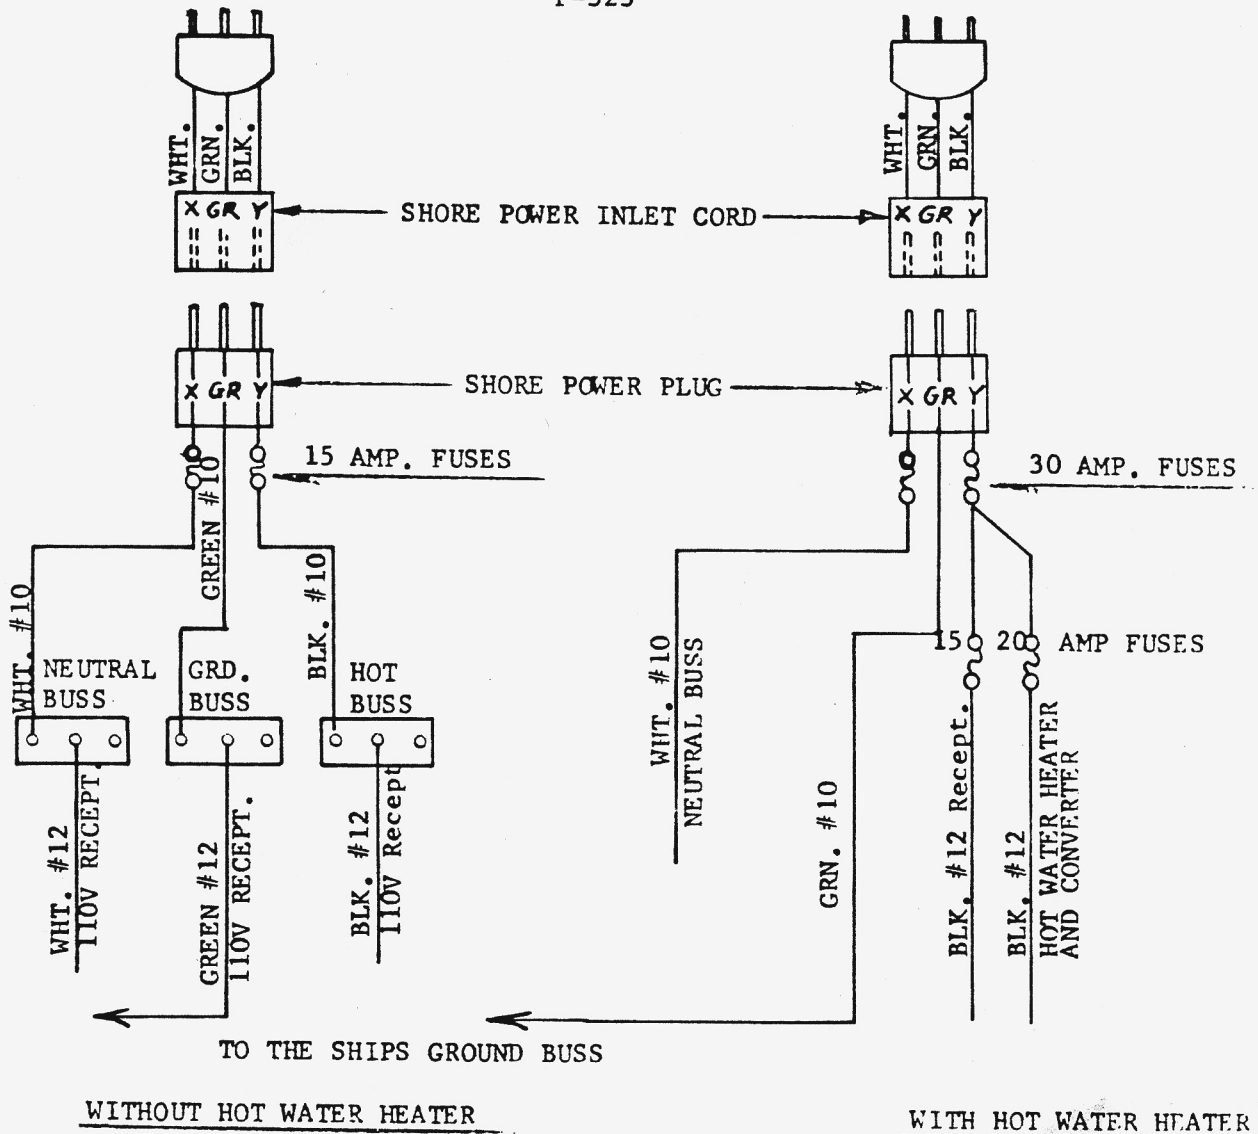 WHT. GRN. BLK.
WHT. GRN. BLK.
X GR Y
SHORE POWER INLET CORD
X GR Y
X GR Y
SHORE POWER PLUG
X GR Y
15 AMP. FUSES
30 AMP. FUSES
WHT. #10
GREEN #10
BLK. #10
NEUTRAL
BUSS
GRD.
BUSS
HOT
BUSS
WHT. #10
NEUTRAL BUSS
GRN. #10
15 20 AMP FUSES
WHT. #12
110V RECEPT.
GREEN #12
110V RECEPT.
BLK. #12
110V Recept
BLK. #12 Recept.
BLK. #12
HOT WATER HEATER
AND CONVERTER
TO THE SHIPS GROUND BUSS
WITHOUT HOT WATER HEATER
WITH HOT WATER HEATER